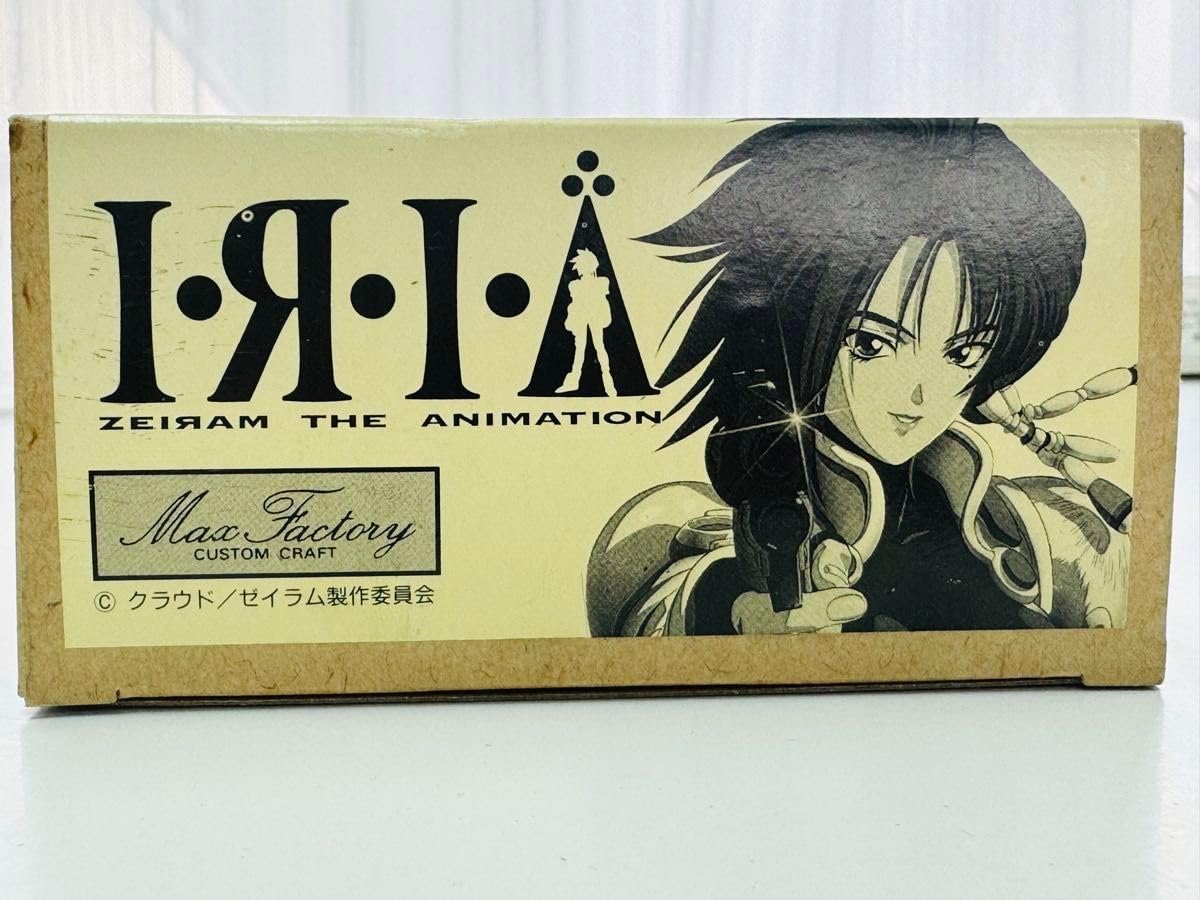 I·Я·I·A
ZEIЯAM THE ANIMATION
Max Factory
CUSTOM CRAFT
© クラウド／ゼイラム製作委員会